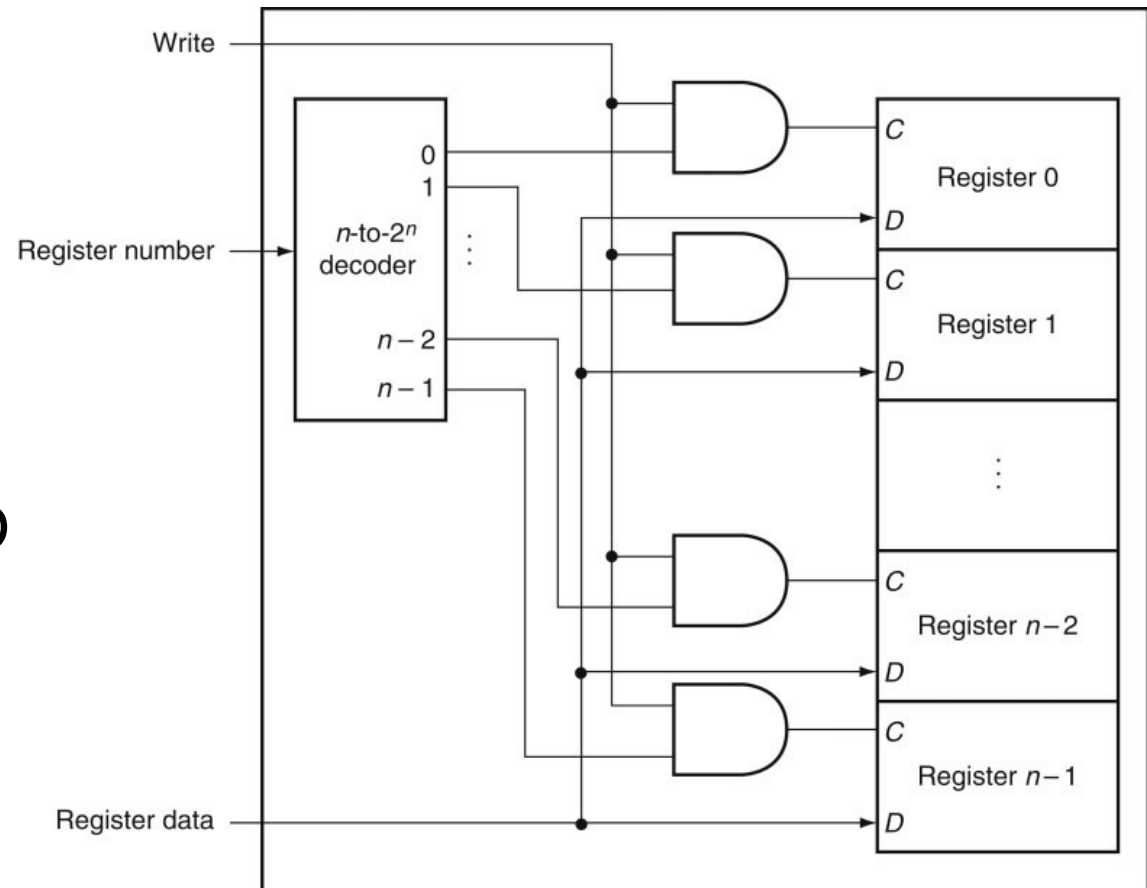 Write
C
0
Register 0
1
D
n-to-2ⁿ
decoder
⋮
Register number
C
n – 2
Register 1
n – 1
D
⋮
C
Register n – 2
D
C
Register n – 1
Register data
D